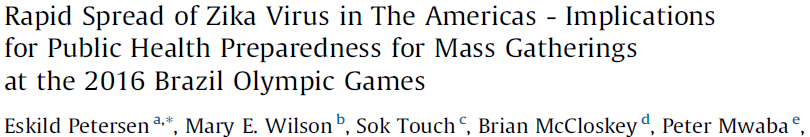 Rapid Spread of Zika Virus in The Americas - Implications
for Public Health Preparedness for Mass Gatherings
at the 2016 Brazil Olympic Games
Eskild Petersen a,*, Mary E. Wilson b, Sok Touch c, Brian McCloskey d, Peter Mwaba e,